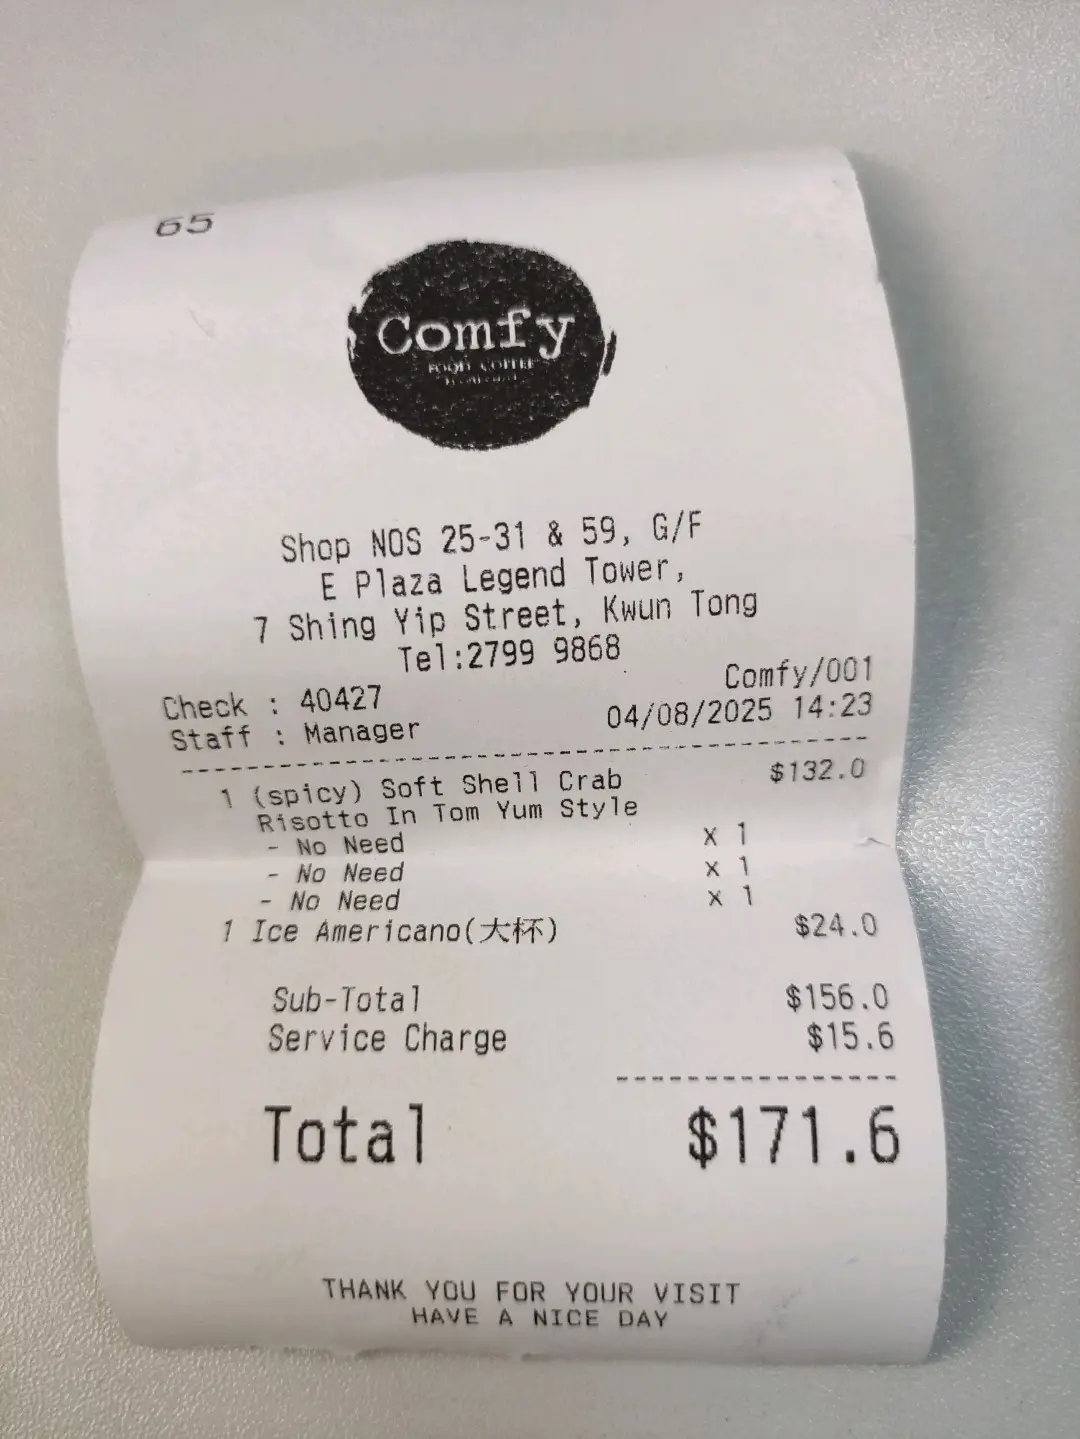 65
Comfy
FOOD COFFEE
Shop NOS 25-31 & 59, G/F
E Plaza Legend Tower,
7 Shing Yip Street, Kwun Tong
Tel:2799 9868
Comfy/001
Check : 40427
04/08/2025 14:23
Staff : Manager
1 (spicy) Soft Shell Crab $132.0
Risotto In Tom Yum Style
- No Need x 1
- No Need x 1
- No Need x 1
1 Ice Americano(大杯) $24.0
Sub-Total $156.0
Service Charge $15.6
Total $171.6
THANK YOU FOR YOUR VISIT
HAVE A NICE DAY